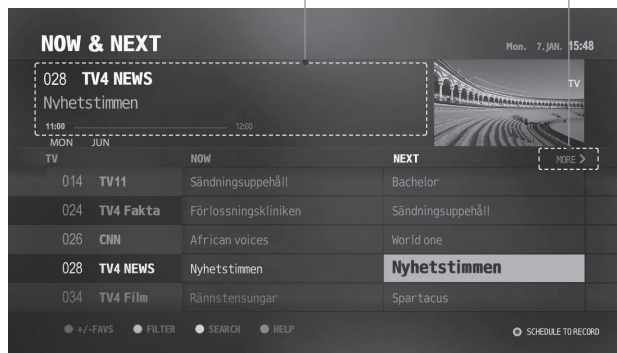 NOW & NEXT
Mon. 7.JAN. 15:48
028 TV4 NEWS
Nyhetstimmen
TV
11:00 12:00
MON JUN
TV NOW NEXT MORE >
014 TV11 Sändningsuppehåll Bachelor
024 TV4 Fakta Förlossningskliniken Sändningsuppehåll
026 CNN African voices World one
028 TV4 NEWS Nyhetstimmen Nyhetstimmen
034 TV4 Film Rännstensungar Spartacus
+/-FAVS FILTER SEARCH HELP SCHEDULE TO RECORD